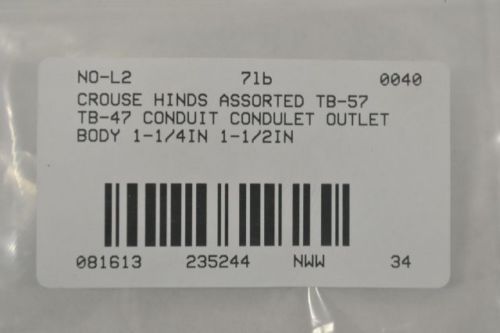 NO-L2 7lb 0040
CROUSE HINDS ASSORTED TB-57
TB-47 CONDUIT CONDULET OUTLET
BODY 1-1/4IN 1-1/2IN
081613 235244 NWW 34